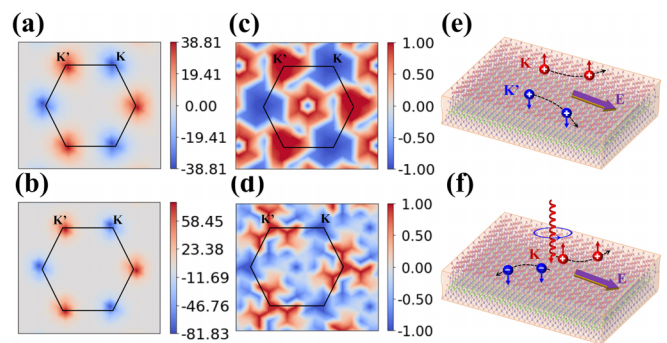 (a)
K'
K
38.81
19.41
0.00
-19.41
-38.81
(c)
K'
K
1.00
0.50
0.00
-0.50
-1.00
(e)
K
K'
E
(b)
K'
K
58.45
23.38
-11.69
-46.76
-81.83
(d)
K'
K
1.00
0.50
0.00
-0.50
-1.00
(f)
K
E